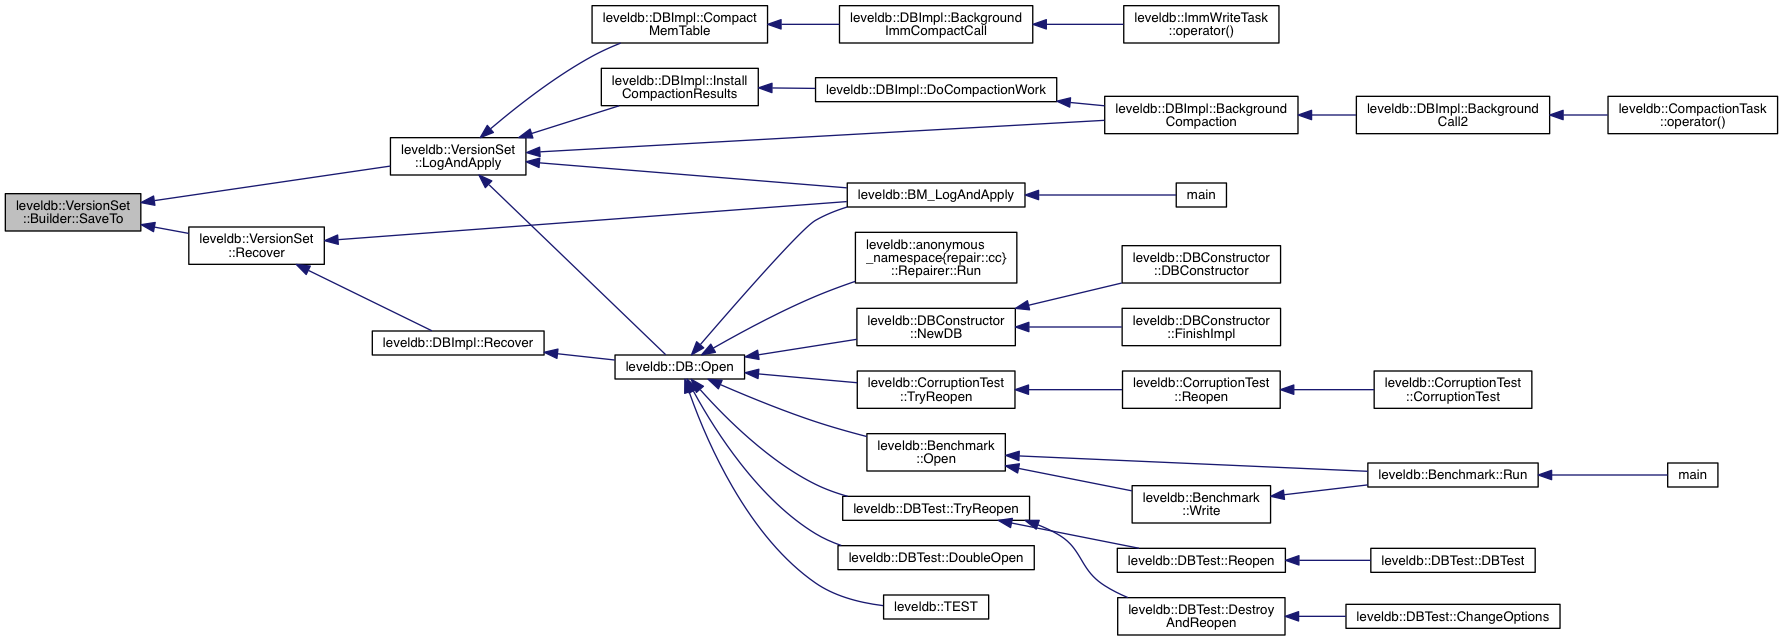 leveldb::DBImpl::Compact
MemTable
leveldb::DBImpl::Background
ImmCompactCall
leveldb::ImmWriteTask
::operator()
leveldb::DBImpl::Install
CompactionResults
leveldb::DBImpl::DoCompactionWork
leveldb::DBImpl::Background
Compaction
leveldb::DBImpl::Background
Call2
leveldb::CompactionTask
::operator()
leveldb::VersionSet
::LogAndApply
leveldb::BM_LogAndApply
main
leveldb::VersionSet
::Builder::SaveTo
leveldb::VersionSet
::Recover
leveldb::anonymous
_namespace{repair::cc}
::Repairer::Run
leveldb::DBConstructor
::DBConstructor
leveldb::DBConstructor
::NewDB
leveldb::DBConstructor
::FinishImpl
leveldb::DBImpl::Recover
leveldb::DB::Open
leveldb::CorruptionTest
::TryReopen
leveldb::CorruptionTest
::Reopen
leveldb::CorruptionTest
::CorruptionTest
leveldb::Benchmark
::Open
leveldb::Benchmark::Run
main
leveldb::Benchmark
::Write
leveldb::DBTest::TryReopen
leveldb::DBTest::DoubleOpen
leveldb::DBTest::Reopen
leveldb::DBTest::DBTest
leveldb::TEST
leveldb::DBTest::Destroy
AndReopen
leveldb::DBTest::ChangeOptions